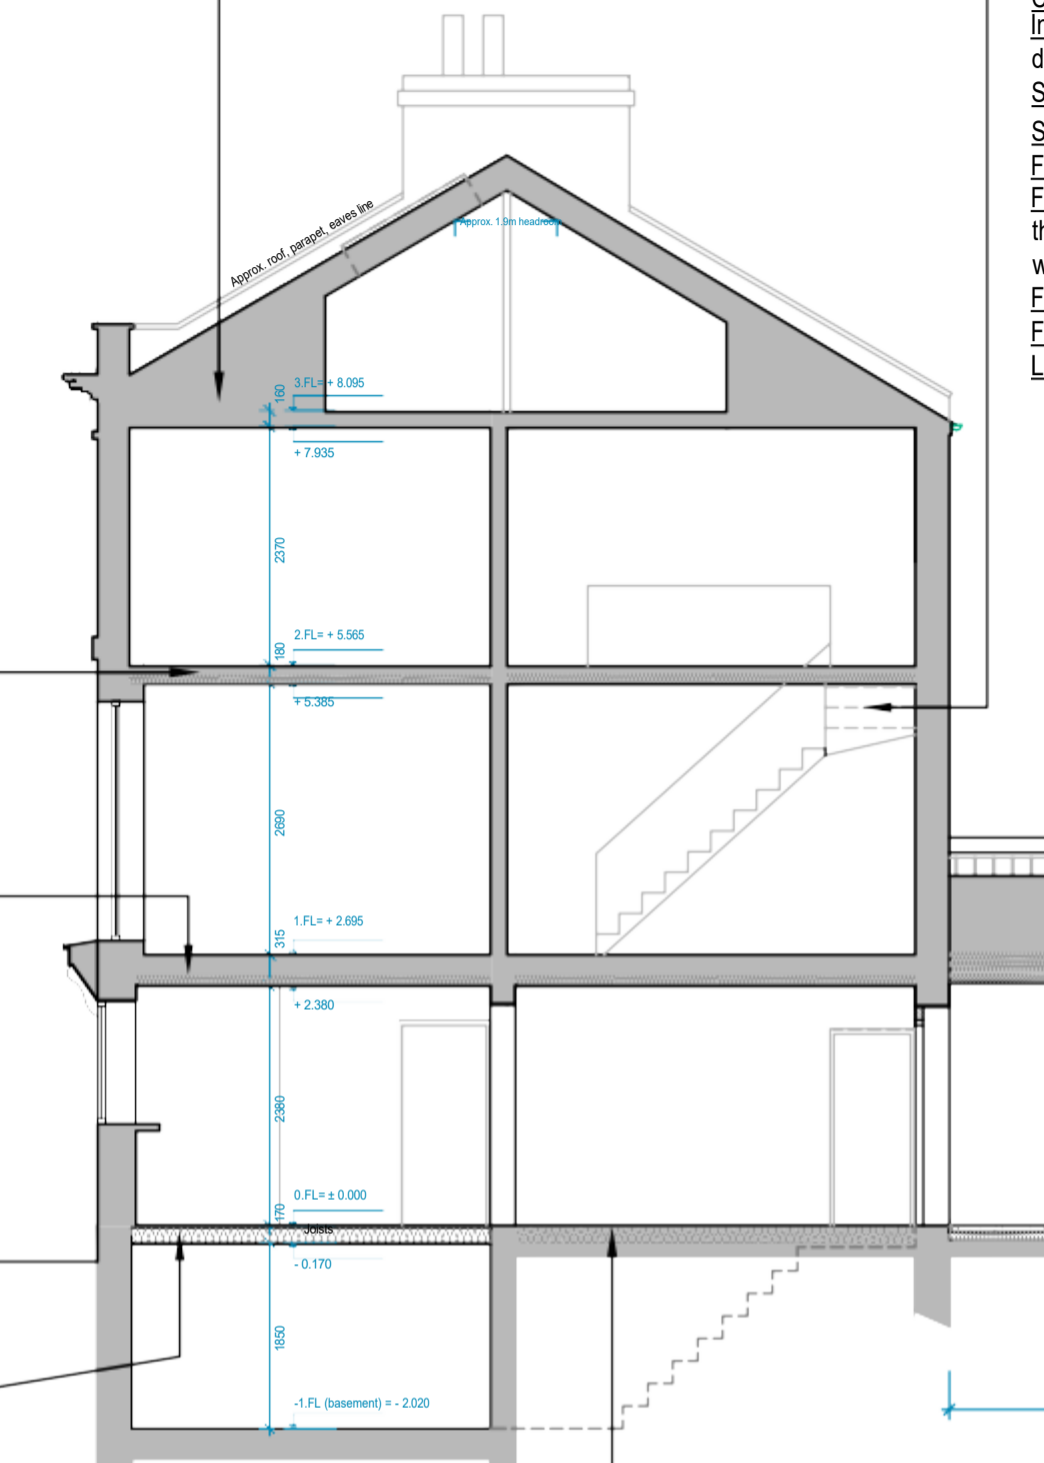 In
d
S
S
F
F
th
w
F
F
L
Approx. roof, parapet, eaves line
Approx. 1.9m headroom
3.FL= + 8.095
160
+ 7.935
2370
2.FL= + 5.565
180
+ 5.385
2690
1.FL= + 2.695
315
+ 2.380
2380
0.FL= ± 0.000
170
Joists
- 0.170
1850
-1.FL (basement) = - 2.020